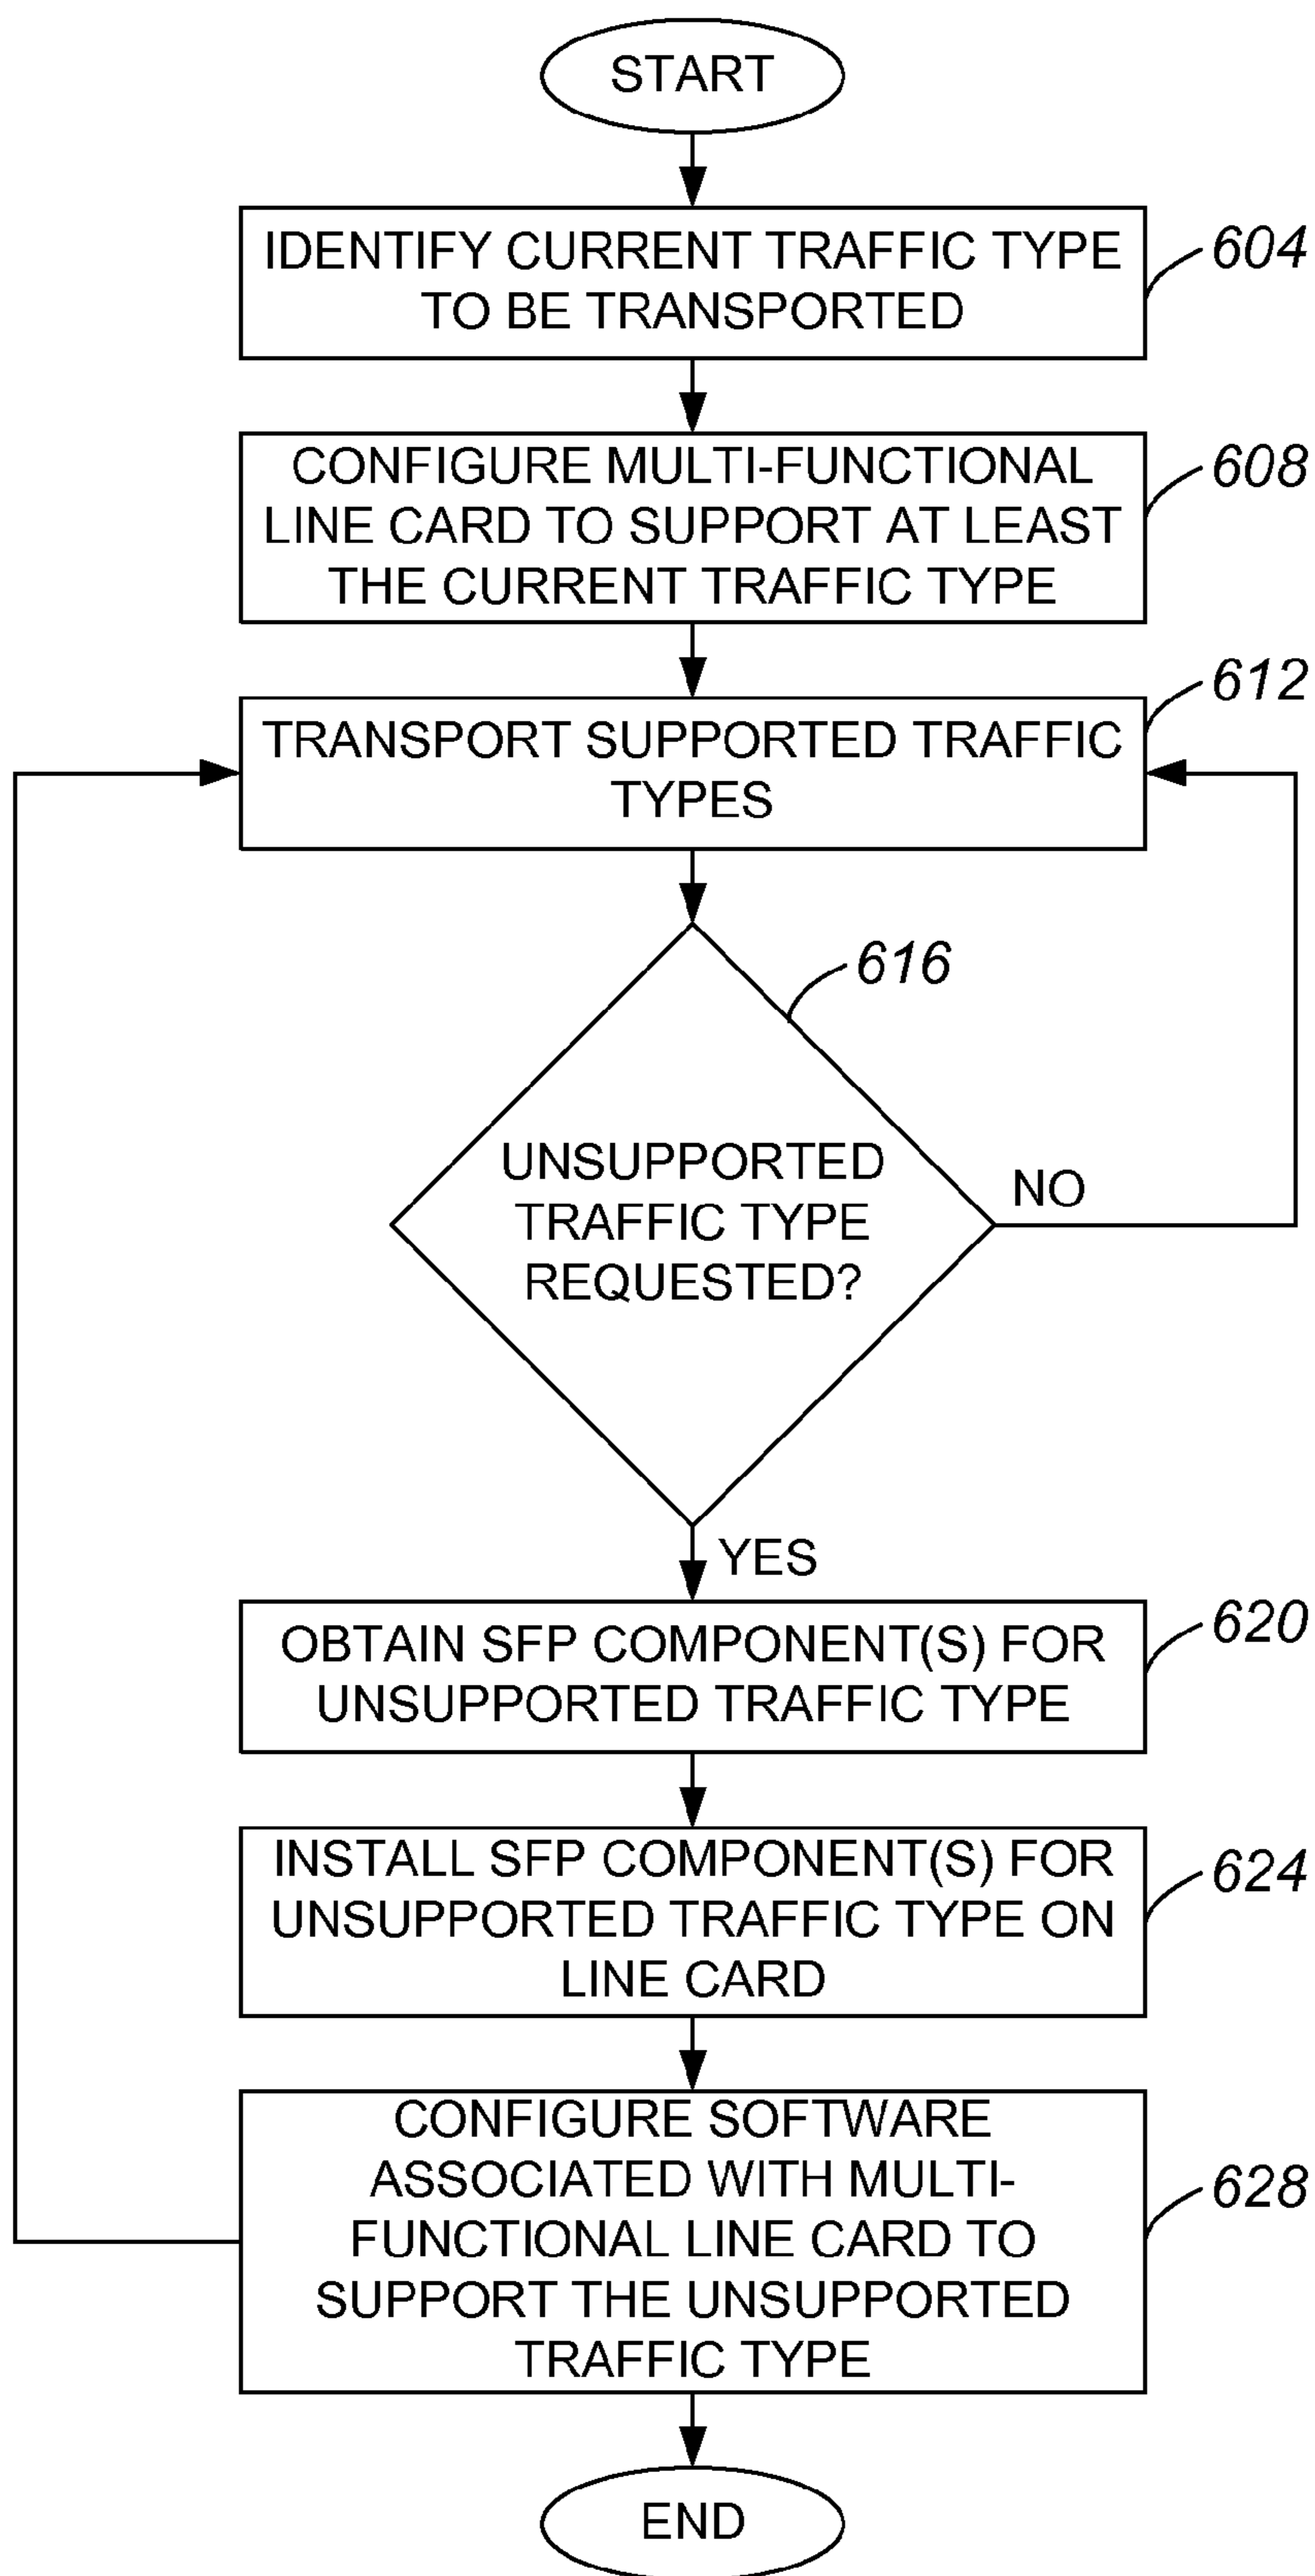 START
IDENTIFY CURRENT TRAFFIC TYPE
TO BE TRANSPORTED
604
CONFIGURE MULTI-FUNCTIONAL
LINE CARD TO SUPPORT AT LEAST
THE CURRENT TRAFFIC TYPE
608
TRANSPORT SUPPORTED TRAFFIC
TYPES
612
616
UNSUPPORTED
TRAFFIC TYPE
REQUESTED?
NO
YES
OBTAIN SFP COMPONENT(S) FOR
UNSUPPORTED TRAFFIC TYPE
620
INSTALL SFP COMPONENT(S) FOR
UNSUPPORTED TRAFFIC TYPE ON
LINE CARD
624
CONFIGURE SOFTWARE
ASSOCIATED WITH MULTI-
FUNCTIONAL LINE CARD TO
SUPPORT THE UNSUPPORTED
TRAFFIC TYPE
628
END